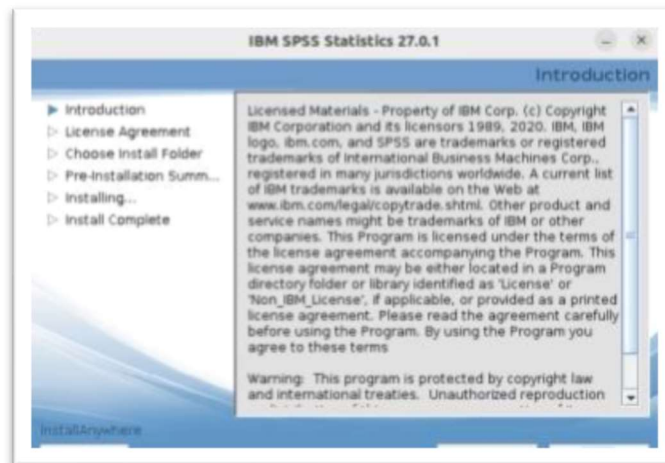 IBM SPSS Statistics 27.0.1
Introduction
Introduction
License Agreement
Choose Install Folder
Pre-Installation Summ...
Installing...
Install Complete
Licensed Materials - Property of IBM Corp. (c) Copyright
IBM Corporation and its licensors 1989, 2020. IBM, IBM
logo, ibm.com, and SPSS are trademarks or registered
trademarks of International Business Machines Corp.,
registered in many jurisdictions worldwide. A current list
of IBM trademarks is available on the Web at
www.ibm.com/legal/copytrade.shtml. Other product and
service names might be trademarks of IBM or other
companies. This Program is licensed under the terms of
the license agreement accompanying the Program. This
license agreement may be either located in a Program
directory folder or library identified as 'License' or
'Non_IBM_License', if applicable, or provided as a printed
license agreement. Please read the agreement carefully
before using the Program. By using the Program you
agree to these terms
Warning: This program is protected by copyright law
and international treaties. Unauthorized reproduction
InstallAnywhere